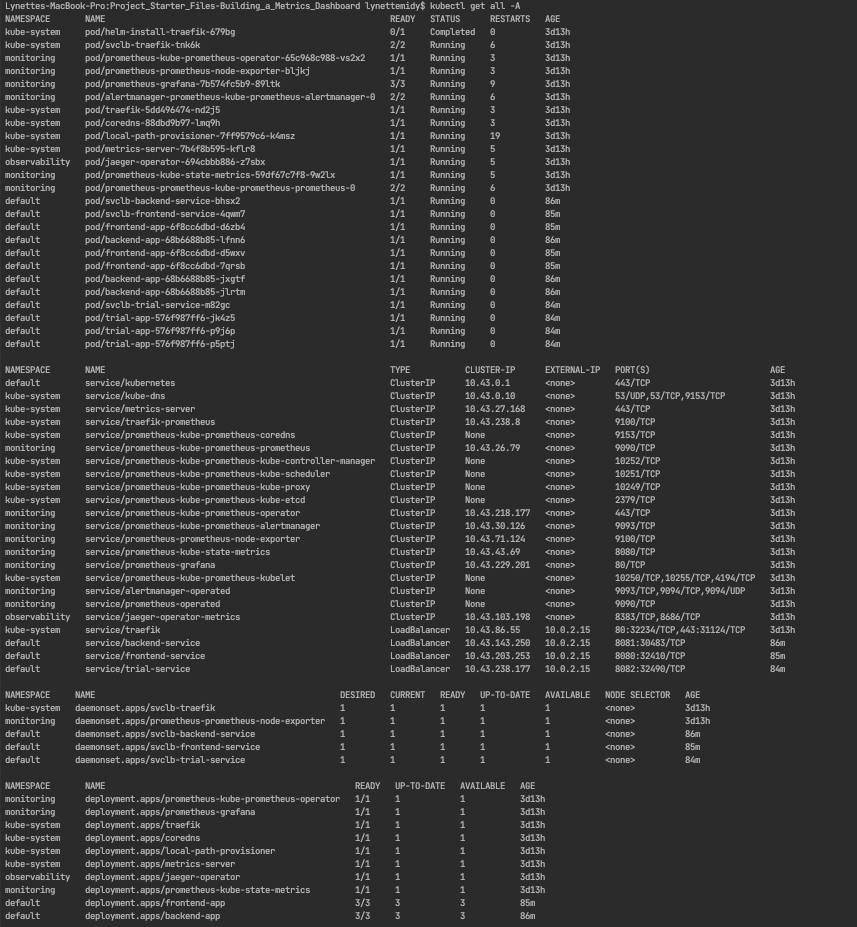 Lynettes-MacBook-Pro:Project_Starter_Files-Building_a_Metrics_Dashboard lynettemidy$ kubectl get all -A
NAMESPACE NAME READY STATUS RESTARTS AGE
kube-system pod/helm-install-traefik-679bg 0/1 Completed 0 3d13h
kube-system pod/svclb-traefik-tnk6k 2/2 Running 6 3d13h
monitoring pod/prometheus-kube-prometheus-operator-65c968c988-vs2x2 1/1 Running 3 3d13h
monitoring pod/prometheus-prometheus-node-exporter-bljkj 1/1 Running 3 3d13h
monitoring pod/prometheus-grafana-7b574fc5b9-89ltk 3/3 Running 9 3d13h
monitoring pod/alertmanager-prometheus-kube-prometheus-alertmanager-0 2/2 Running 6 3d13h
kube-system pod/traefik-5dd496474-nd2j5 1/1 Running 3 3d13h
kube-system pod/coredns-88dbd9b97-lmq9h 1/1 Running 3 3d13h
kube-system pod/local-path-provisioner-7ff9579c6-k4msz 1/1 Running 19 3d13h
kube-system pod/metrics-server-7b4f8b595-kflr8 1/1 Running 5 3d13h
observability pod/jaeger-operator-694cbbb886-z7sbx 1/1 Running 5 3d13h
monitoring pod/prometheus-kube-state-metrics-59df67c7f8-9w2lx 1/1 Running 5 3d13h
monitoring pod/prometheus-prometheus-kube-prometheus-prometheus-0 2/2 Running 6 3d13h
default pod/svclb-backend-service-bhsx2 1/1 Running 0 86m
default pod/svclb-frontend-service-4qwm7 1/1 Running 0 85m
default pod/frontend-app-6f8cc6dbd-d6zb4 1/1 Running 0 85m
default pod/backend-app-68b6688b85-lfnn6 1/1 Running 0 86m
default pod/frontend-app-6f8cc6dbd-d5wxv 1/1 Running 0 85m
default pod/frontend-app-6f8cc6dbd-7qrsb 1/1 Running 0 85m
default pod/backend-app-68b6688b85-jxgtf 1/1 Running 0 86m
default pod/backend-app-68b6688b85-jlrtm 1/1 Running 0 86m
default pod/svclb-trial-service-m82gc 1/1 Running 0 84m
default pod/trial-app-576f987ff6-jk4z5 1/1 Running 0 84m
default pod/trial-app-576f987ff6-p9j6p 1/1 Running 0 84m
default pod/trial-app-576f987ff6-p5ptj 1/1 Running 0 84m
NAMESPACE NAME TYPE CLUSTER-IP EXTERNAL-IP PORT(S) AGE
default service/kubernetes ClusterIP 10.43.0.1 <none> 443/TCP 3d13h
kube-system service/kube-dns ClusterIP 10.43.0.10 <none> 53/UDP,53/TCP,9153/TCP 3d13h
kube-system service/metrics-server ClusterIP 10.43.27.168 <none> 443/TCP 3d13h
kube-system service/traefik-prometheus ClusterIP 10.43.238.8 <none> 9100/TCP 3d13h
kube-system service/prometheus-kube-prometheus-coredns ClusterIP None <none> 9153/TCP 3d13h
monitoring service/prometheus-kube-prometheus-prometheus ClusterIP 10.43.26.79 <none> 9090/TCP 3d13h
kube-system service/prometheus-kube-prometheus-kube-controller-manager ClusterIP None <none> 10252/TCP 3d13h
kube-system service/prometheus-kube-prometheus-kube-scheduler ClusterIP None <none> 10251/TCP 3d13h
kube-system service/prometheus-kube-prometheus-kube-proxy ClusterIP None <none> 10249/TCP 3d13h
kube-system service/prometheus-kube-prometheus-kube-etcd ClusterIP None <none> 2379/TCP 3d13h
monitoring service/prometheus-kube-prometheus-operator ClusterIP 10.43.218.177 <none> 443/TCP 3d13h
monitoring service/prometheus-kube-prometheus-alertmanager ClusterIP 10.43.30.126 <none> 9093/TCP 3d13h
monitoring service/prometheus-prometheus-node-exporter ClusterIP 10.43.71.124 <none> 9100/TCP 3d13h
monitoring service/prometheus-kube-state-metrics ClusterIP 10.43.43.69 <none> 8080/TCP 3d13h
monitoring service/prometheus-grafana ClusterIP 10.43.229.201 <none> 80/TCP 3d13h
kube-system service/prometheus-kube-prometheus-kubelet ClusterIP None <none> 10250/TCP,10255/TCP,4194/TCP 3d13h
monitoring service/alertmanager-operated ClusterIP None <none> 9093/TCP,9094/TCP,9094/UDP 3d13h
monitoring service/prometheus-operated ClusterIP None <none> 9090/TCP 3d13h
observability service/jaeger-operator-metrics ClusterIP 10.43.103.198 <none> 8383/TCP,8686/TCP 3d13h
kube-system service/traefik LoadBalancer 10.43.86.55 10.0.2.15 80:32234/TCP,443:31124/TCP 3d13h
default service/backend-service LoadBalancer 10.43.143.250 10.0.2.15 8081:30483/TCP 86m
default service/frontend-service LoadBalancer 10.43.203.253 10.0.2.15 8080:32410/TCP 85m
default service/trial-service LoadBalancer 10.43.238.177 10.0.2.15 8082:32490/TCP 84m
NAMESPACE NAME DESIRED CURRENT READY UP-TO-DATE AVAILABLE NODE SELECTOR AGE
kube-system daemonset.apps/svclb-traefik 1 1 1 1 1 <none> 3d13h
monitoring daemonset.apps/prometheus-prometheus-node-exporter 1 1 1 1 1 <none> 3d13h
default daemonset.apps/svclb-backend-service 1 1 1 1 1 <none> 86m
default daemonset.apps/svclb-frontend-service 1 1 1 1 1 <none> 85m
default daemonset.apps/svclb-trial-service 1 1 1 1 1 <none> 84m
NAMESPACE NAME READY UP-TO-DATE AVAILABLE AGE
monitoring deployment.apps/prometheus-kube-prometheus-operator 1/1 1 1 3d13h
monitoring deployment.apps/prometheus-grafana 1/1 1 1 3d13h
kube-system deployment.apps/traefik 1/1 1 1 3d13h
kube-system deployment.apps/coredns 1/1 1 1 3d13h
kube-system deployment.apps/local-path-provisioner 1/1 1 1 3d13h
kube-system deployment.apps/metrics-server 1/1 1 1 3d13h
observability deployment.apps/jaeger-operator 1/1 1 1 3d13h
monitoring deployment.apps/prometheus-kube-state-metrics 1/1 1 1 3d13h
default deployment.apps/frontend-app 3/3 3 3 85m
default deployment.apps/backend-app 3/3 3 3 86m